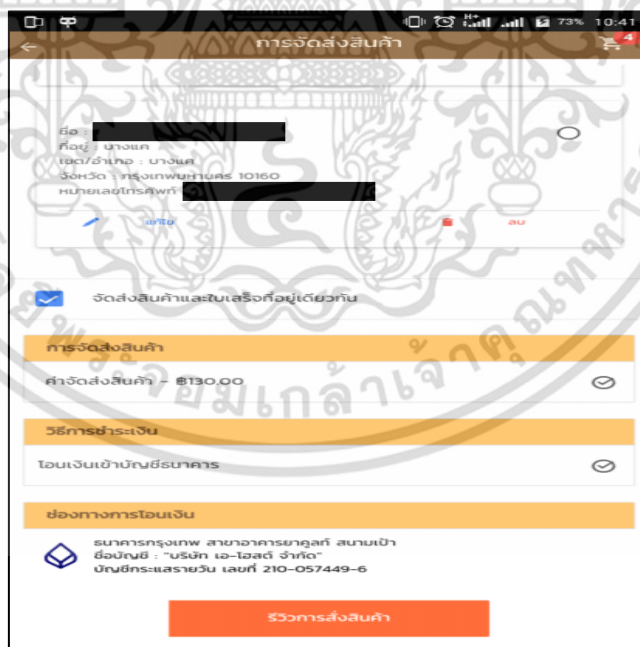 73% 10:41
การจัดส่งสินค้า
4
ชื่อ :
ที่อยู่ : บางแค
เขต/อำเภอ : บางแค
จังหวัด : กรุงเทพมหานคร 10160
หมายเลขโทรศัพท์
แก้ไข
ลบ
จัดส่งสินค้าและใบเสร็จที่อยู่เดียวกัน
การจัดส่งสินค้า
ค่าจัดส่งสินค้า - ฿130.00
วิธีการชำระเงิน
โอนเงินเข้าบัญชีธนาคาร
ช่องทางการโอนเงิน
ธนาคารกรุงเทพ สาขาอาคารยาคูลท์ สนามเป้า
ชื่อบัญชี : "บริษัท เอ-โฮสต์ จำกัด"
บัญชีกระแสรายวัน เลขที่ 210-057449-6
รีวิวการสั่งสินค้า